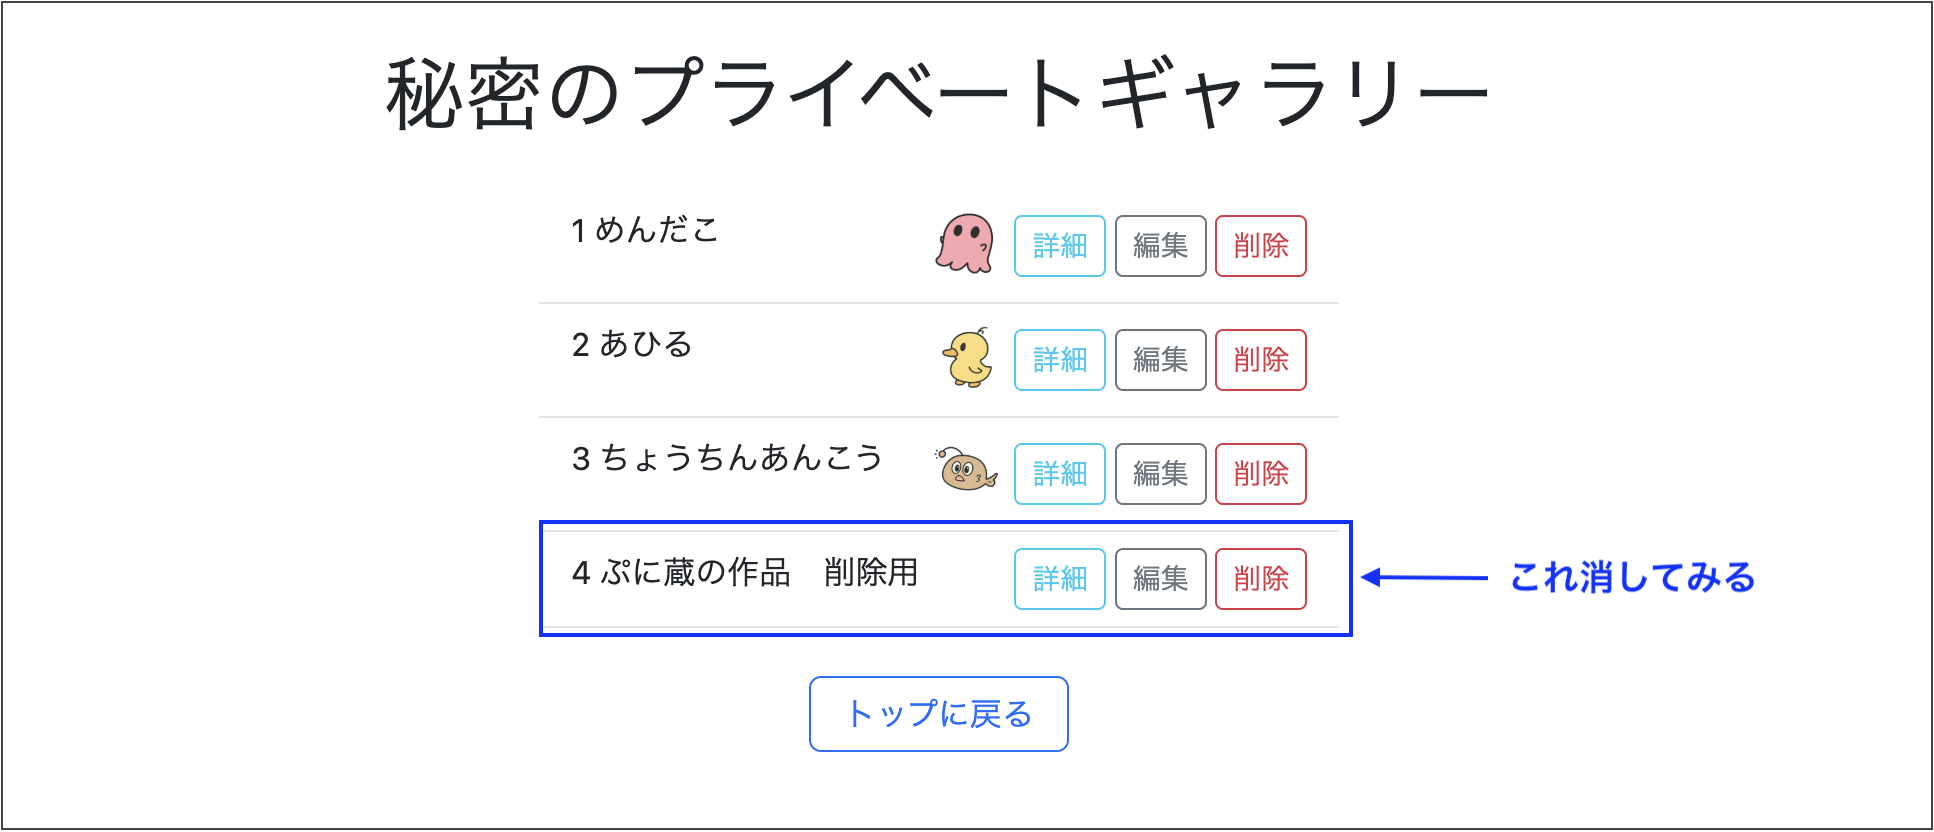 秘密のプライベートギャラリー
1 めんだこ 詳細 編集 削除
2 あひる 詳細 編集 削除
3 ちょうちんあんこう 詳細 編集 削除
4 ぷに蔵の作品　削除用 詳細 編集 削除
これ消してみる
トップに戻る